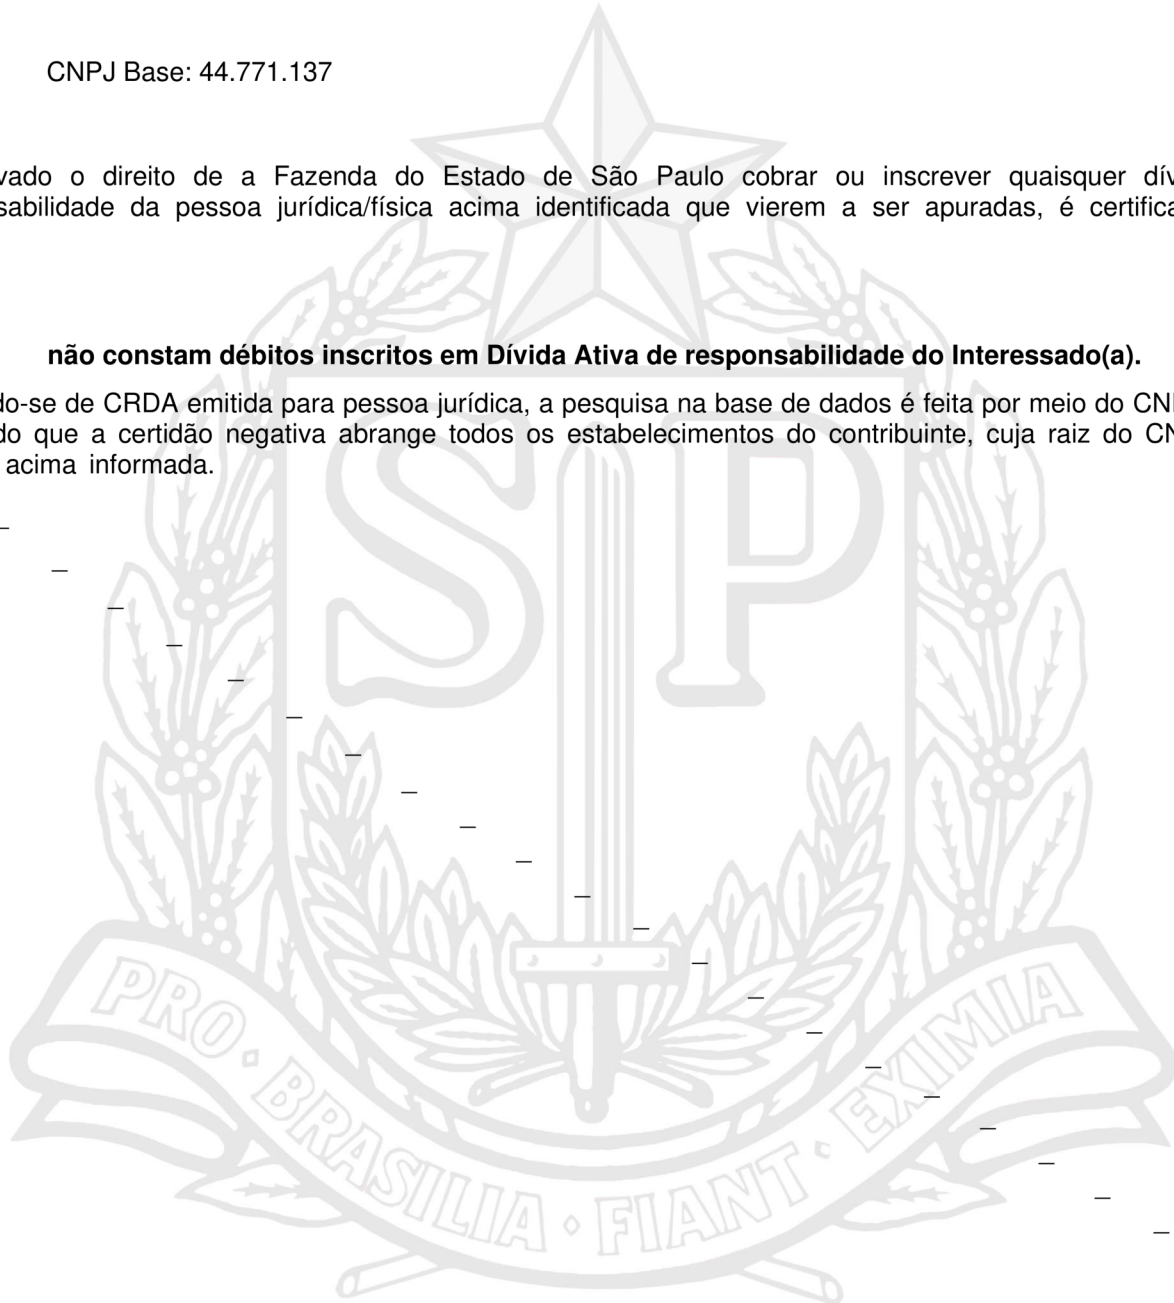 CNPJ Base: 44.771.137
vado o direito de a Fazenda do Estado de São Paulo cobrar ou inscrever quaisquer dív
sabilidade da pessoa jurídica/física acima identificada que vierem a ser apuradas, é certifica
não constam débitos inscritos em Dívida Ativa de responsabilidade do Interessado(a).
do-se de CRDA emitida para pessoa jurídica, a pesquisa na base de dados é feita por meio do CN
do que a certidão negativa abrange todos os estabelecimentos do contribuinte, cuja raiz do CN
acima informada.
SP
PRO · BRASILIA · FIANT · EXIMIA